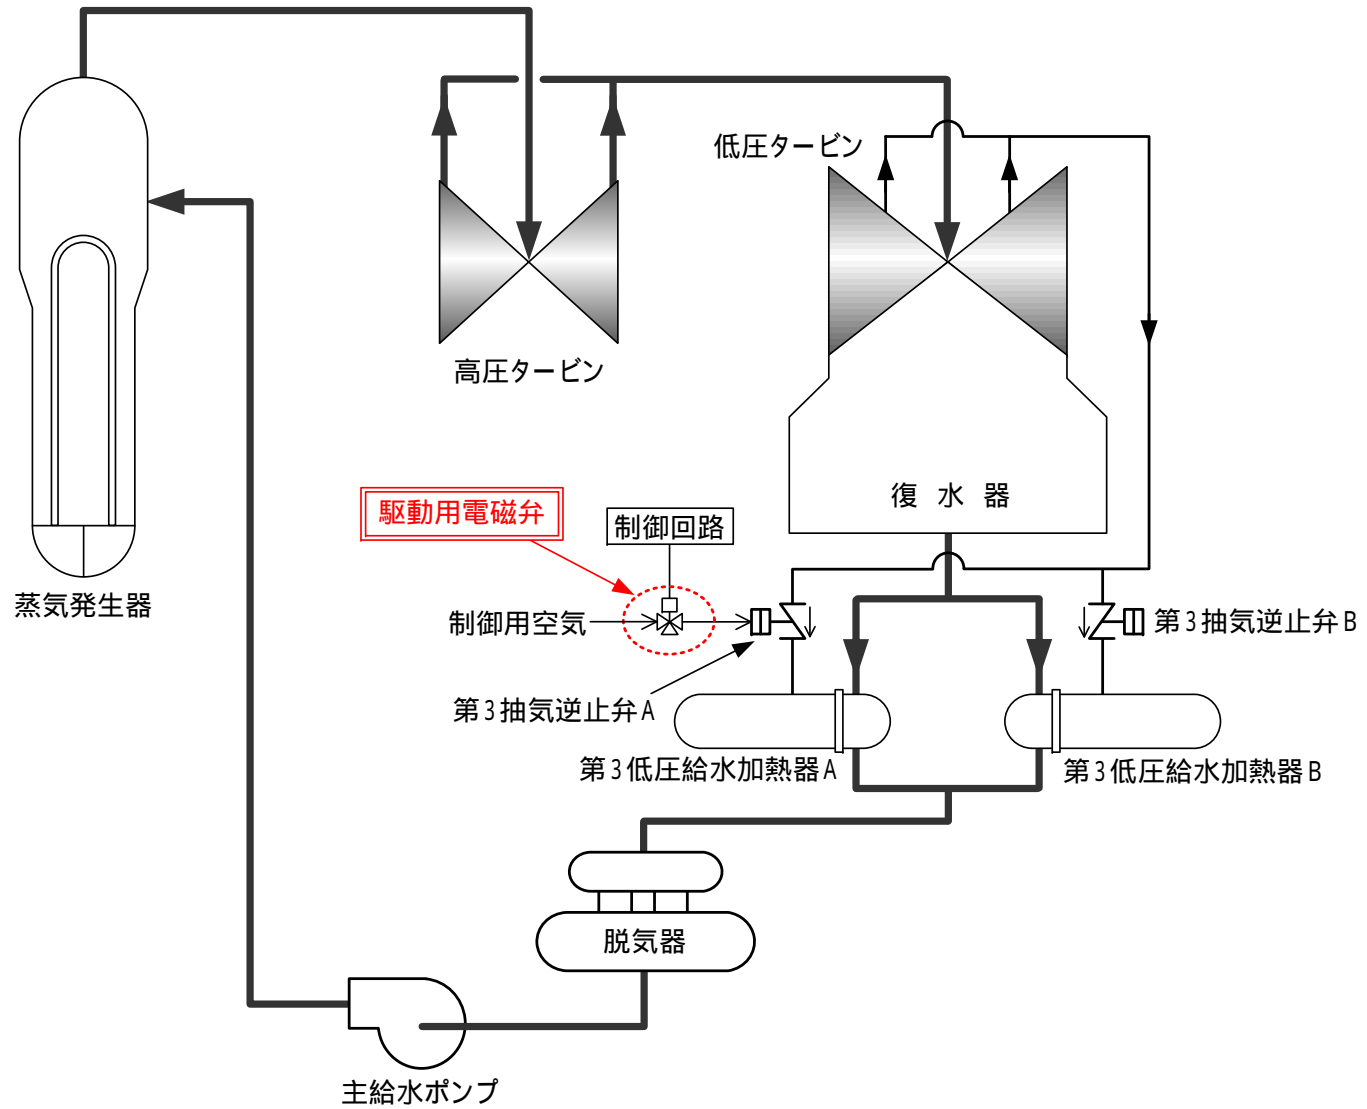 低圧タービン
高圧タービン
復水器
駆動用電磁弁
制御回路
蒸気発生器
制御用空気
第3抽気逆止弁B
第3抽気逆止弁A
第3低圧給水加熱器A
第3低圧給水加熱器B
脱気器
主給水ポンプ